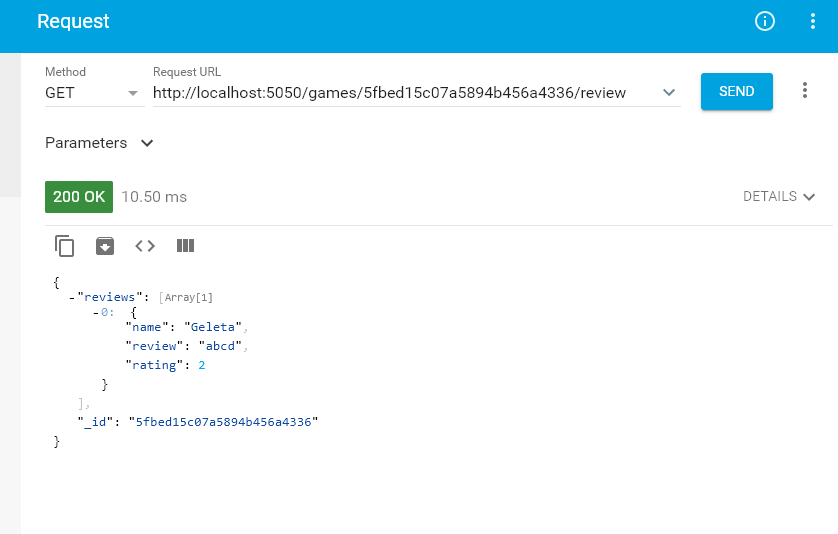 Request
Method
Request URL
GET
http://localhost:5050/games/5fbed15c07a5894b456a4336/review
SEND
Parameters
200 OK
10.50 ms
DETAILS
{
-"reviews": [Array[1]
-0: {
"name": "Geleta",
"review": "abcd",
"rating": 2
}
],
"_id": "5fbed15c07a5894b456a4336"
}